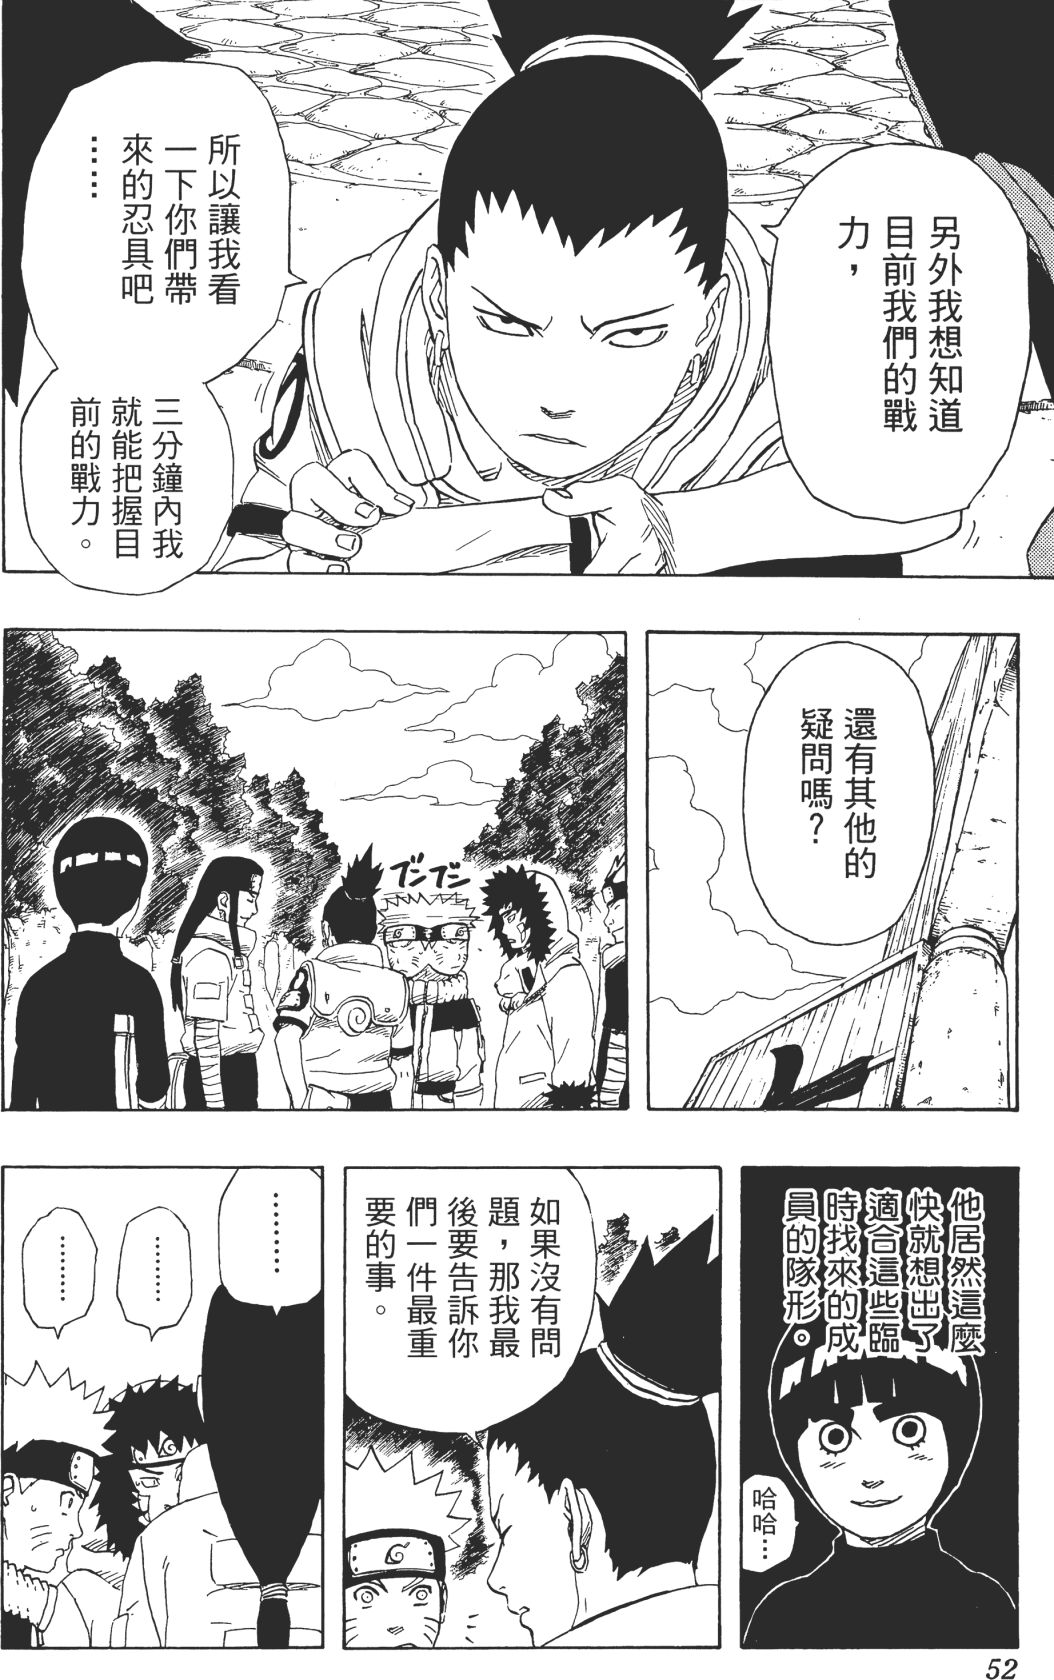 另外我想知道
目前我們的戰
力，
所以讓我看
一下你們帶
來的忍具吧
……
三分鐘內我
就能把握目
前的戰力。
還有其他的
疑問嗎？
ブンブン
他居然這麼
快就想出了
適合這些臨
時找來的成
員的隊形。
哈哈…
如果沒有問
題，那我最
後要告訴你
們一件最重
要的事。
……
……
……
52